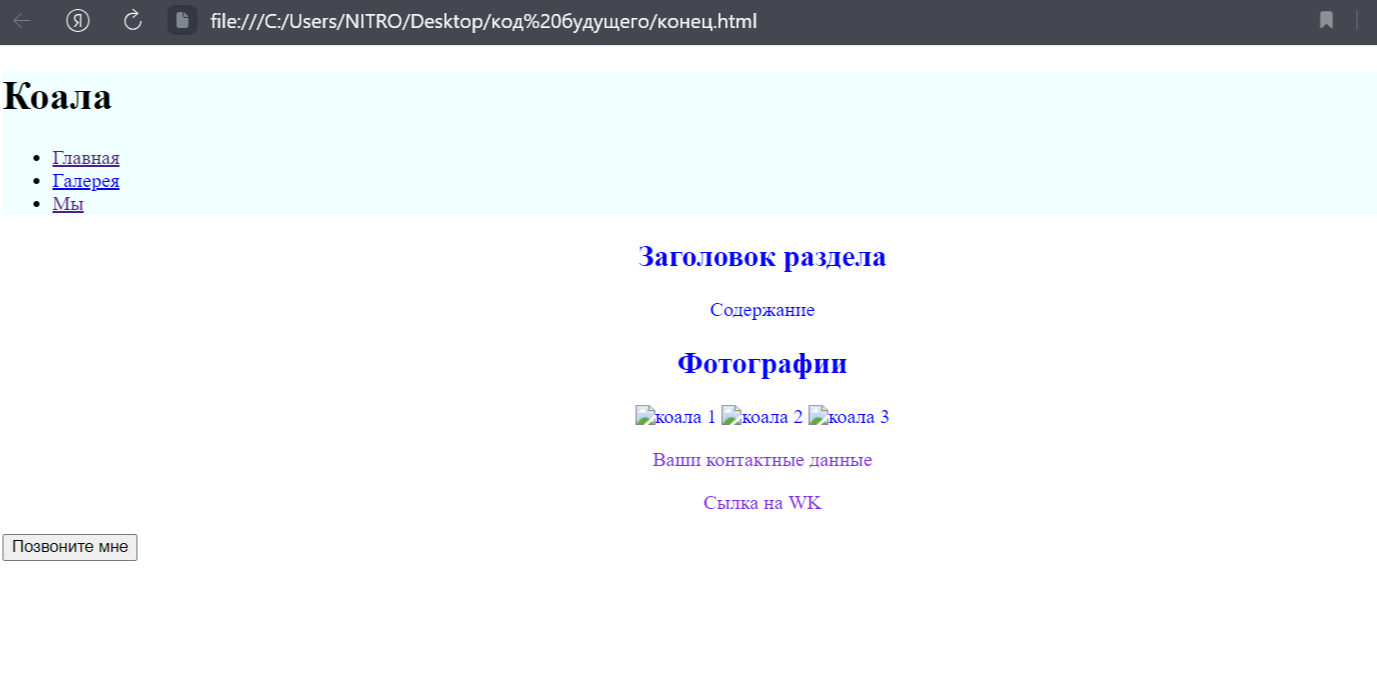 Я file:///C:/Users/NITRO/Desktop/код%20будущего/конец.html
Коала
Главная
Галерея
Мы
Заголовок раздела
Содержание
Фотографии
коала 1 коала 2 коала 3
Ваши контактные данные
Сылка на WK
Позвоните мне